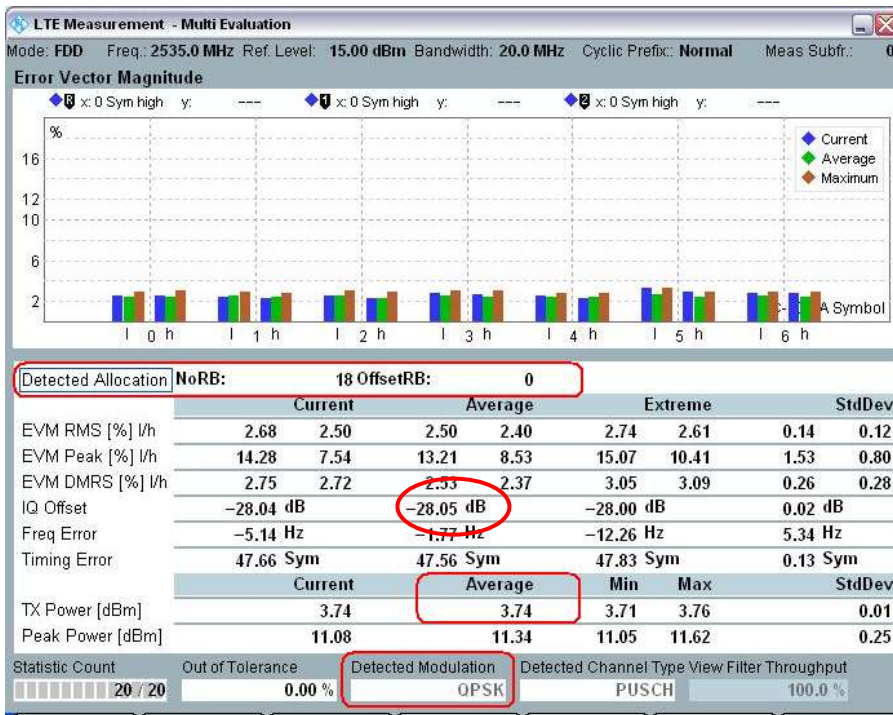 LTE Measurement - Multi Evaluation
Mode: FDD Freq.: 2535.0 MHz Ref. Level: 15.00 dBm Bandwidth: 20.0 MHz Cyclic Prefix:: Normal Meas Subfr.: 0
Error Vector Magnitude
R x: 0 Sym high y: --- 1 x: 0 Sym high y: --- 2 x: 0 Sym high y: ---
%
Current
Average
Maximum
16
12
10
6
2
A Symbol
l 0 h l 1 h l 2 h l 3 h l 4 h l 5 h l 6 h
Detected Allocation NoRB: 18 OffsetRB: 0
Current Average Extreme StdDev
EVM RMS [%] l/h 2.68 2.50 2.50 2.40 2.74 2.61 0.14 0.12
EVM Peak [%] l/h 14.28 7.54 13.21 8.53 15.07 10.41 1.53 0.80
EVM DMRS [%] l/h 2.75 2.72 2.53 2.37 3.05 3.09 0.26 0.28
IQ Offset -28.04 dB -28.05 dB -28.00 dB 0.02 dB
Freq Error -5.14 Hz -1.77 Hz -12.26 Hz 5.34 Hz
Timing Error 47.66 Sym 47.56 Sym 47.83 Sym 0.13 Sym
Current Average Min Max StdDev
TX Power [dBm] 3.74 3.74 3.71 3.76 0.01
Peak Power [dBm] 11.08 11.34 11.05 11.62 0.25
Statistic Count Out of Tolerance Detected Modulation Detected Channel Type View Filter Throughput
20 / 20 0.00 % QPSK PUSCH 100.0 %